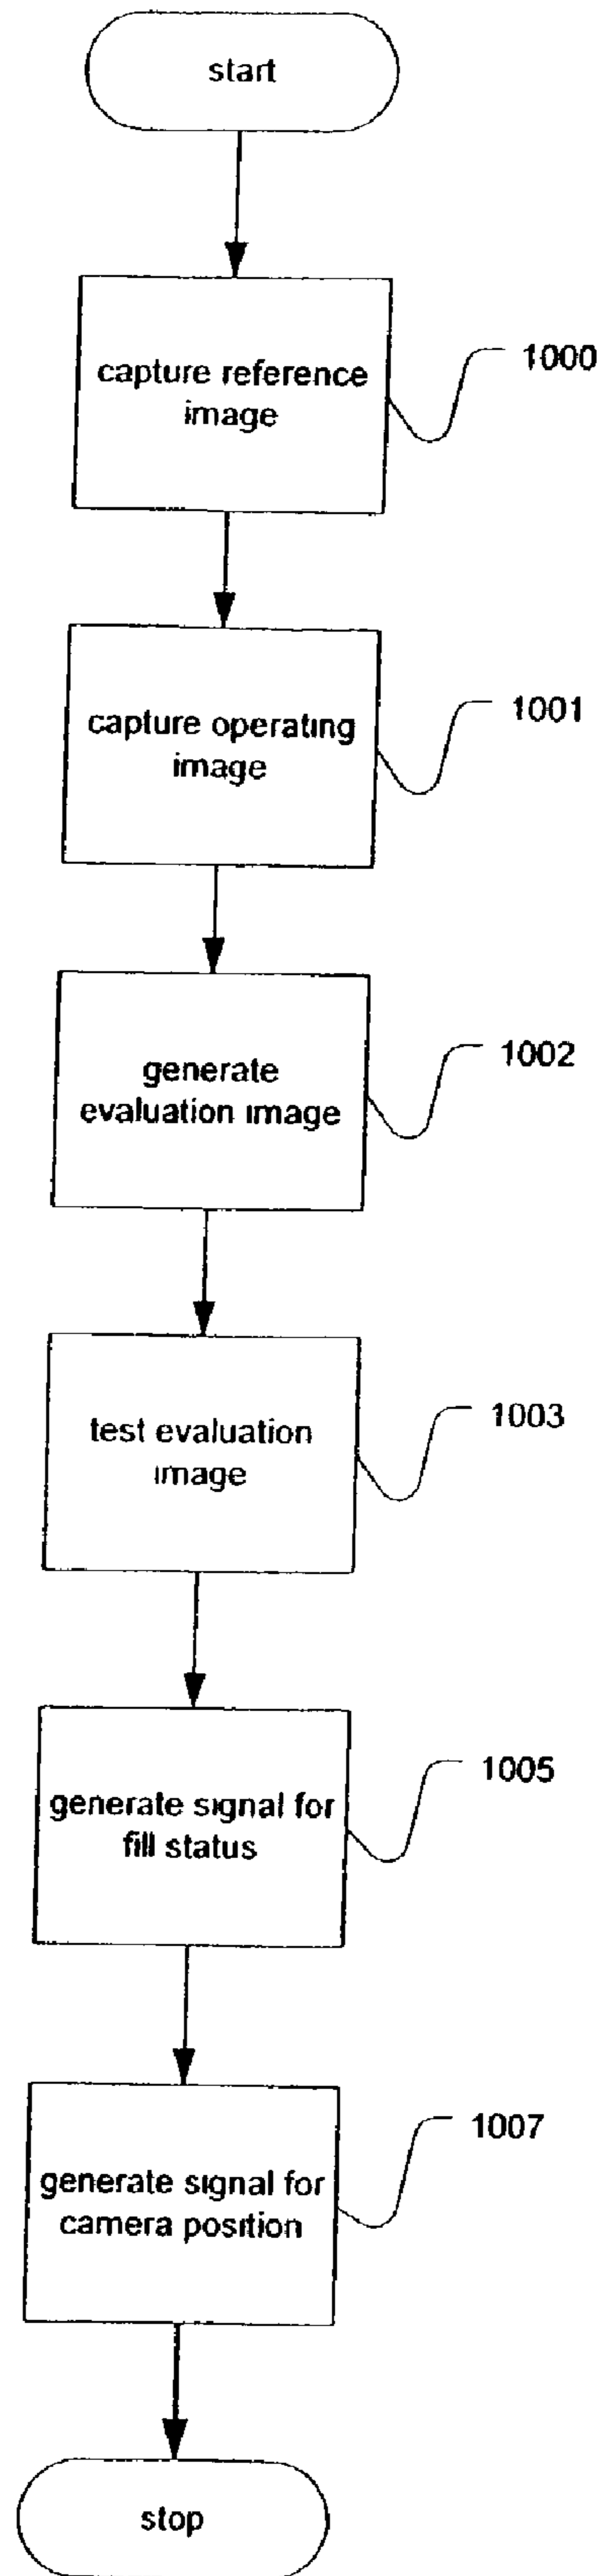 start
capture reference
image
1000
capture operating
image
1001
generate
evaluation image
1002
test evaluation
image
1003
generate signal for
fill status
1005
generate signal for
camera position
1007
stop